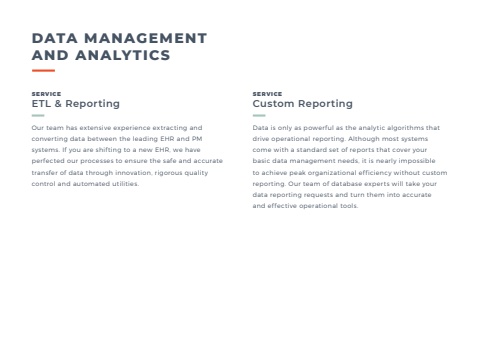 DATA MANAGEMENT
AND ANALYTICS
SERVICE
ETL & Reporting
Our team has extensive experience extracting and
converting data between the leading EHR and PM
systems. If you are shifting to a new EHR, we have
perfected our processes to ensure the safe and accurate
transfer of data through innovation, rigorous quality
control and automated utilities.
SERVICE
Custom Reporting
Data is only as powerful as the analytic algorithms that
drive operational reporting. Although most systems
come with a standard set of reports that cover your
basic data management needs, it is nearly impossible
to achieve peak organizational efficiency without custom
reporting. Our team of database experts will take your
data reporting requests and turn them into accurate
and effective operational tools.